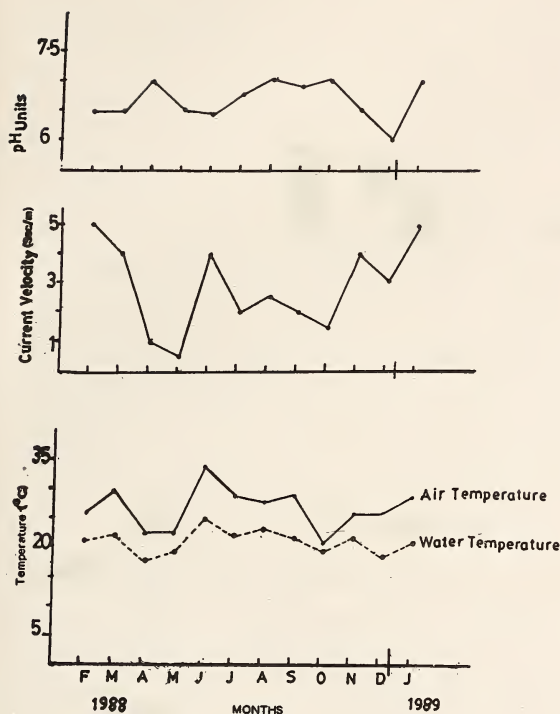 7.5
6
pH Units
5
3
1
Current Velocity (Sec/m)
35
20
5
Temperature (°C)
Air Temperature
Water Temperature
F M A M J J A S O N D J
1988 MONTHS 1989